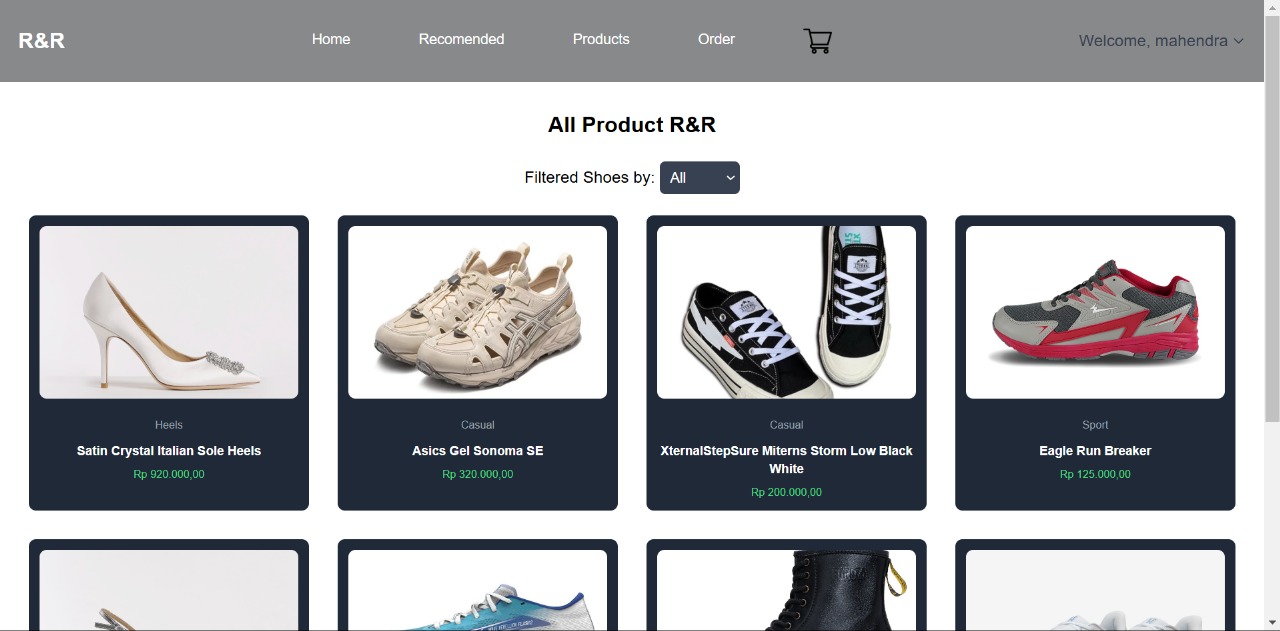 R&R
Home
Recomended
Products
Order
Welcome, mahendra
All Product R&R
Filtered Shoes by:
All
Heels
Satin Crystal Italian Sole Heels
Rp 920.000,00
Casual
Asics Gel Sonoma SE
Rp 320.000,00
Casual
XternalStepSure Miterns Storm Low Black
White
Rp 200.000,00
Sport
Eagle Run Breaker
Rp 125.000,00